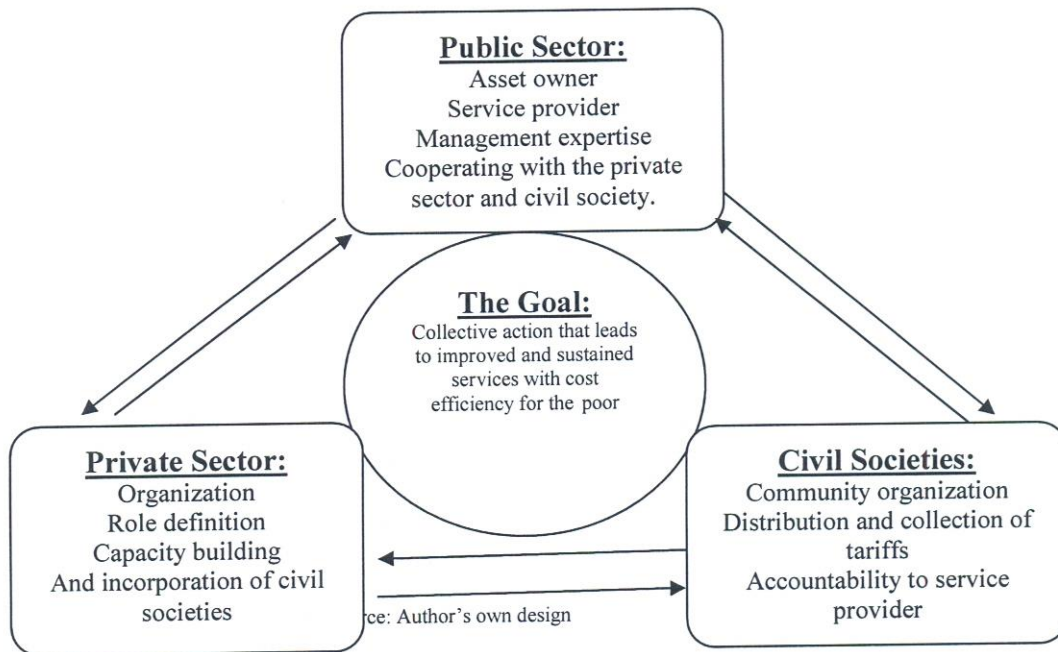 Public Sector:
Asset owner
Service provider
Management expertise
Cooperating with the private
sector and civil society.
The Goal:
Collective action that leads
to improved and sustained
services with cost
efficiency for the poor
Private Sector:
Organization
Role definition
Capacity building
And incorporation of civil
societies
Civil Societies:
Community organization
Distribution and collection of
tariffs
Accountability to service
provider
rce: Author's own design